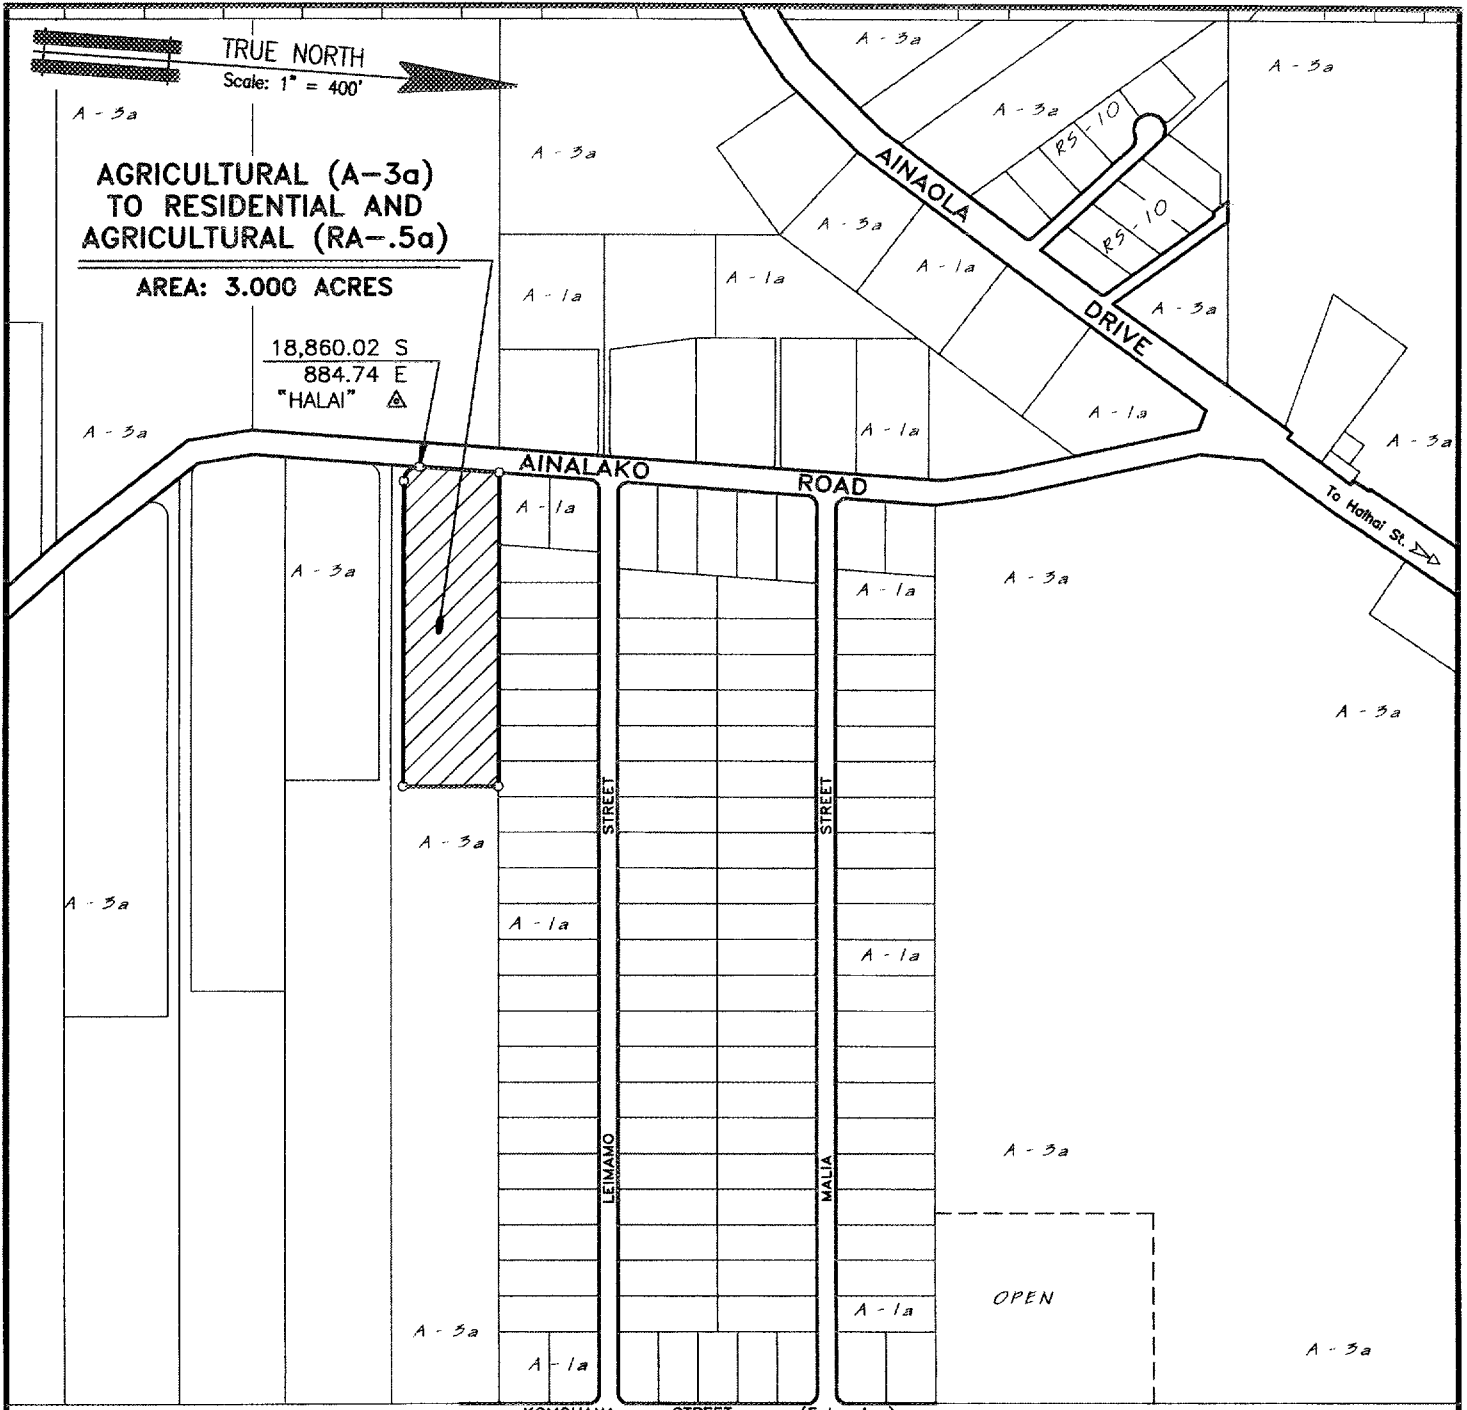 TRUE NORTH
Scale: 1" = 400'
A - 3a
A - 3a
A - 3a
A - 3a
A - 3a
RS - 10
AGRICULTURAL (A-3a)
TO RESIDENTIAL AND
AGRICULTURAL (RA-.5a)
AREA: 3.000 ACRES
AINAOLA
DRIVE
RS - 10
A - 3a
A - 1a
A - 1a
A - 1a
A - 3a
18,860.02 S
884.74 E
"HALAI"
A - 3a
A - 1a
A - 1a
A - 3a
AINALAKO
ROAD
To Haihai St.
A - 1a
A - 3a
A - 1a
A - 3a
A - 3a
STREET
STREET
A - 3a
A - 3a
A - 1a
A - 1a
LEIMAMO
MALIA
A - 3a
OPEN
A - 1a
A - 3a
A - 1a
A - 3a
STREET